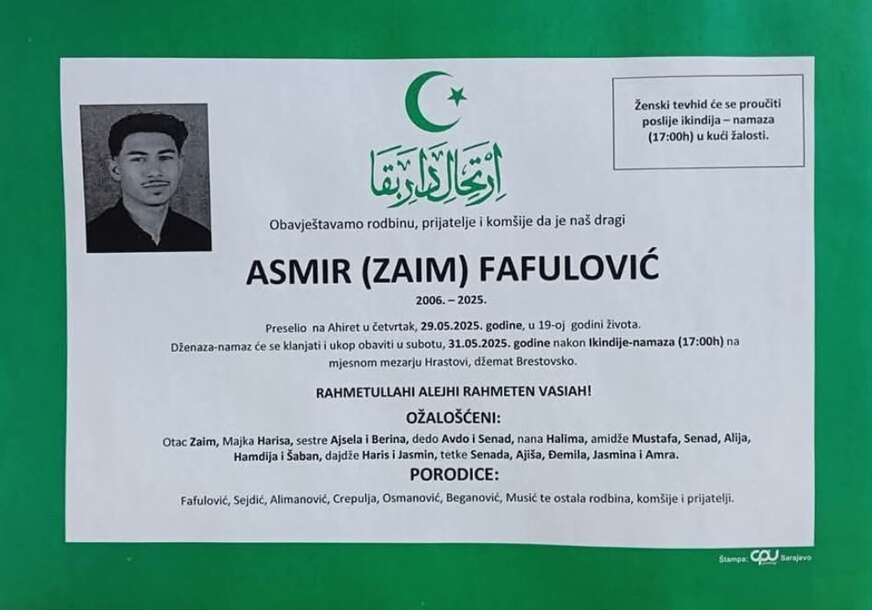 Ženski tevhid će se proučiti
poslije ikindija – namaza
(17:00h) u kući žalosti.
اِرْتِحَالِ دَارِ بَقَا
Obavještavamo rodbinu, prijatelje i komšije da je naš dragi
ASMIR (ZAIM) FAFULOVIĆ
2006. – 2025.
Preselio na Ahiret u četvrtak, 29.05.2025. godine, u 19-oj godini života.
Dženaza-namaz će se klanjati i ukop obaviti u subotu, 31.05.2025. godine nakon Ikindije-namaza (17:00h) na
mjesnom mezarju Hrastovi, džemat Brestovsko.
RAHMETULLAHI ALEJHI RAHMETEN VASIAH!
OŽALOŠĆENI:
Otac Zaim, Majka Harisa, sestre Ajsela i Berina, dedo Avdo i Senad, nana Halima, amidže Mustafa, Senad, Alija,
Hamdija i Šaban, dajdže Haris i Jasmin, tetke Senada, Ajiša, Đemila, Jasmina i Amra.
PORODICE:
Fafulović, Sejdić, Alimanović, Crepulja, Osmanović, Beganović, Musić te ostala rodbina, komšije i prijatelji.
Štampa: CPU Sarajevo